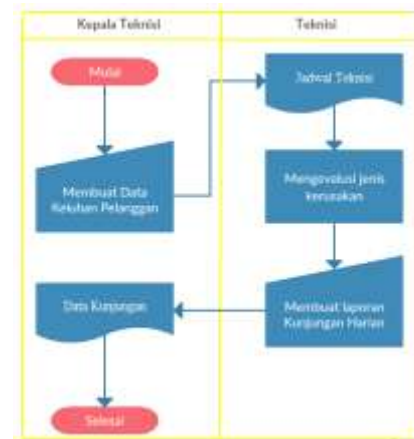 Kepala Teknisi
Teknisi
Mulai
Jadwal Teknisi
Membuat Data
Keluhan Pelanggan
Mengevalusi jenis
kerusakan
Data Kunjungan
Membuat laporan
Kunjungan Harian
Selesai